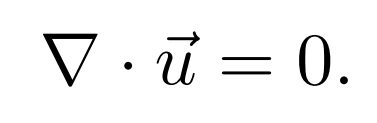 ∇ · u⃗ = 0.